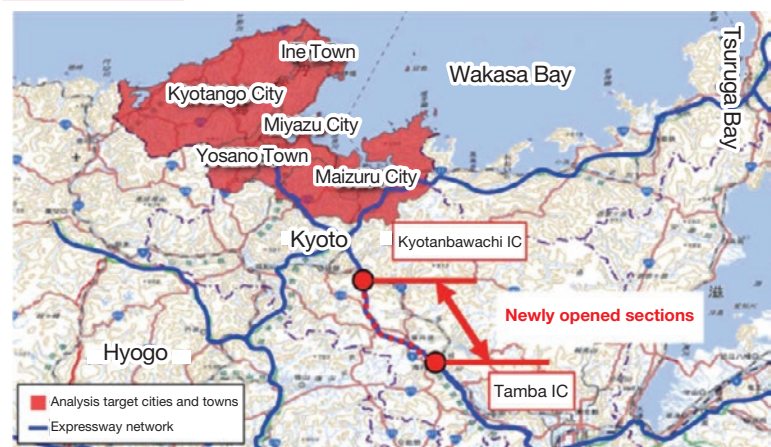 Ine Town
Wakasa Bay
Tsuruga Bay
Kyotango City
Miyazu City
Yosano Town
Maizuru City
Kyoto
Kyotanbawachi IC
Newly opened sections
滋
Hyogo
Tamba IC
Analysis target cities and towns
Expressway network